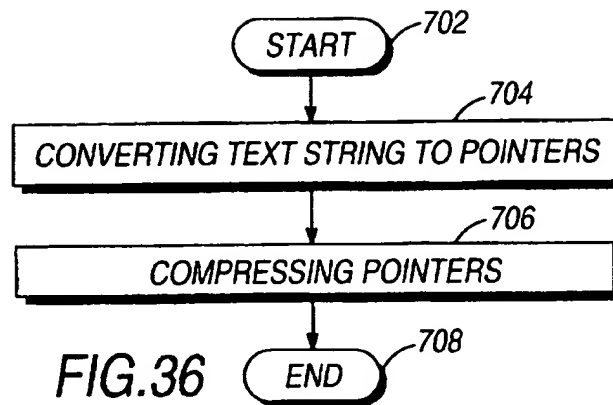 START
702
704
CONVERTING TEXT STRING TO POINTERS
706
COMPRESSING POINTERS
708
END
FIG.36